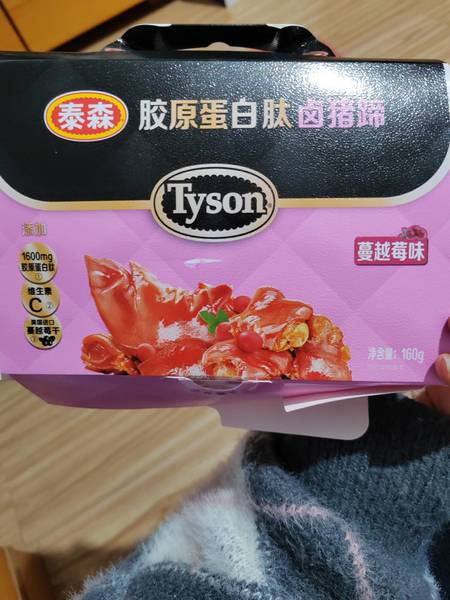 泰森
胶原蛋白肽卤猪蹄
Tyson
添加
1600mg
胶原蛋白肽
①
维生素
C②
美国进口
蔓越莓干
蔓越莓味
净含量：160g